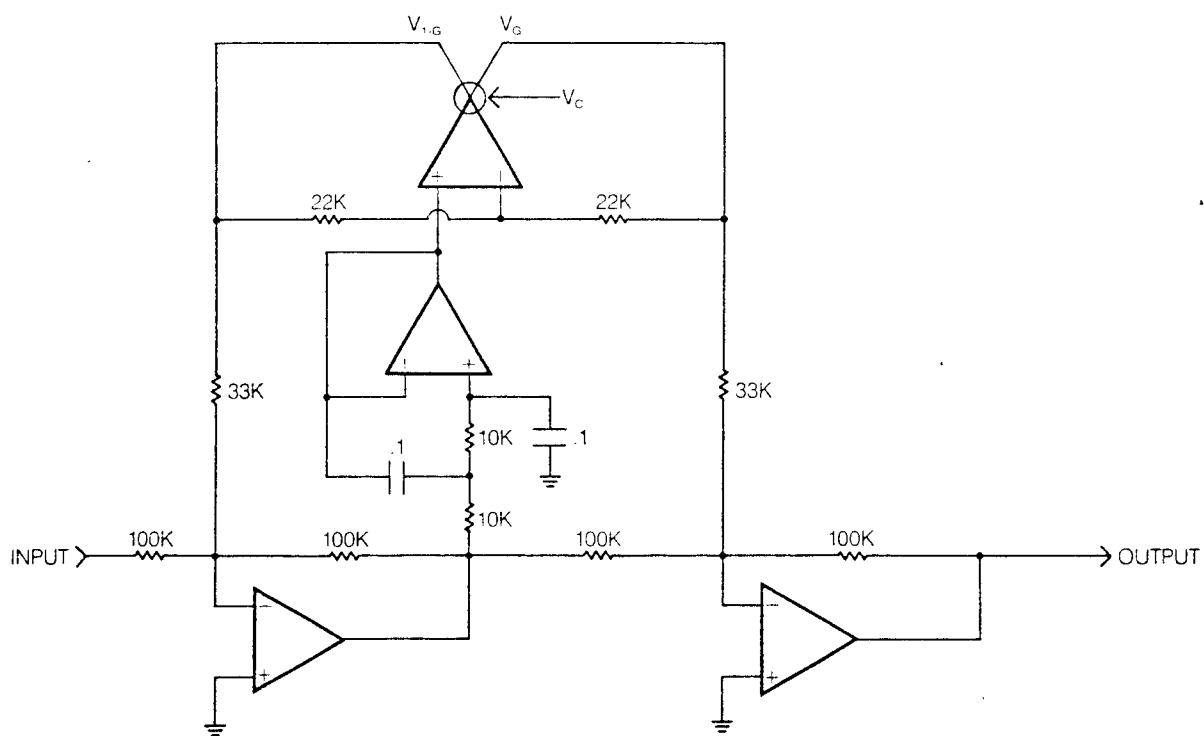 V1-G
VG
VC
+
−
22K
22K
−
+
33K
33K
10K
.1
.1
10K
INPUT
100K
100K
100K
100K
OUTPUT
−
+
−
+